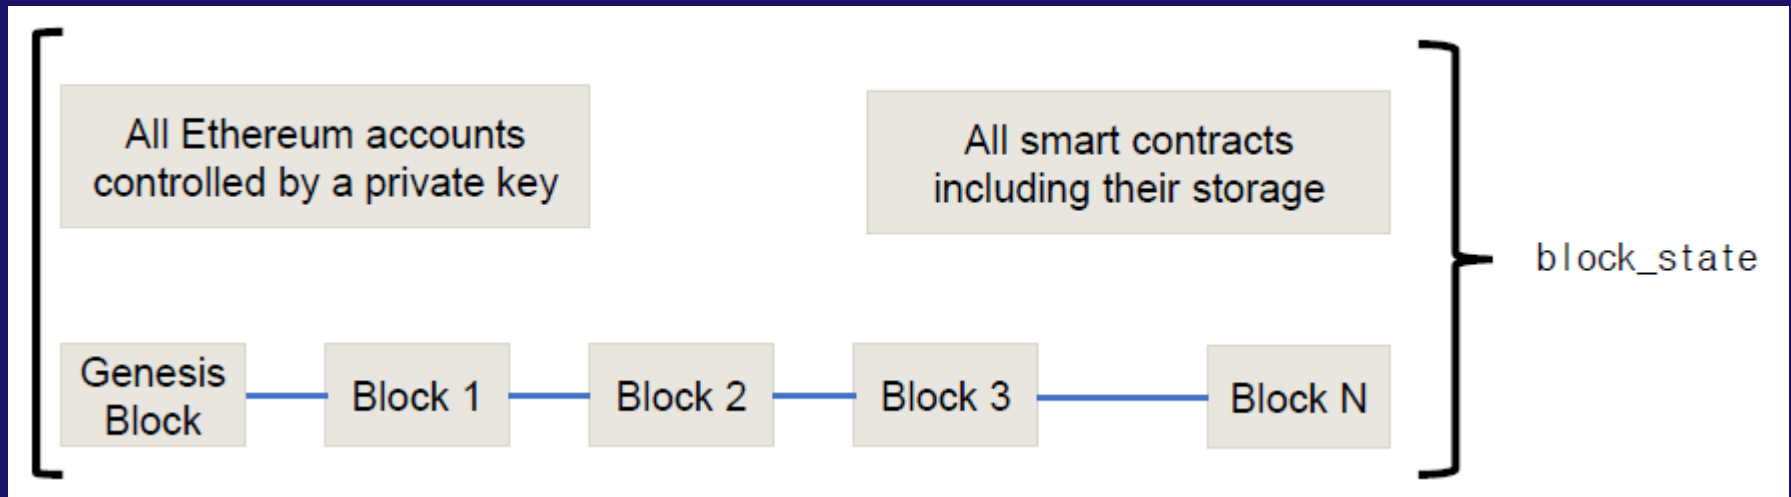 All Ethereum accounts
controlled by a private key
All smart contracts
including their storage
block_state
Genesis
Block
Block 1
Block 2
Block 3
Block N